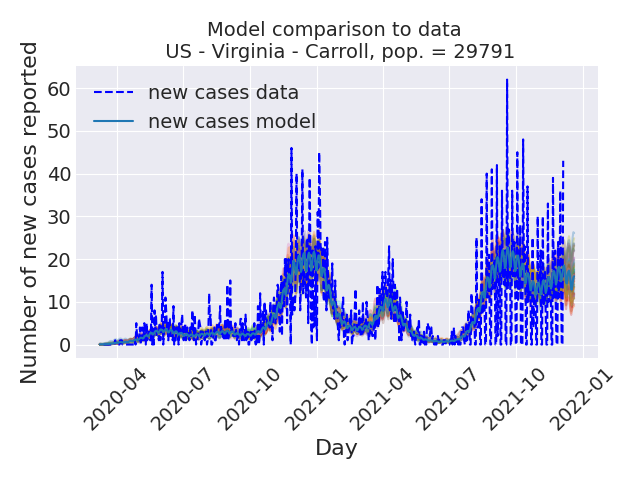 Model comparison to data
US - Virginia - Carroll, pop. = 29791
new cases data
new cases model
Number of new cases reported
60
50
40
30
20
10
0
2020-04
2020-07
2020-10
2021-01
2021-04
2021-07
2021-10
2022-01
Day